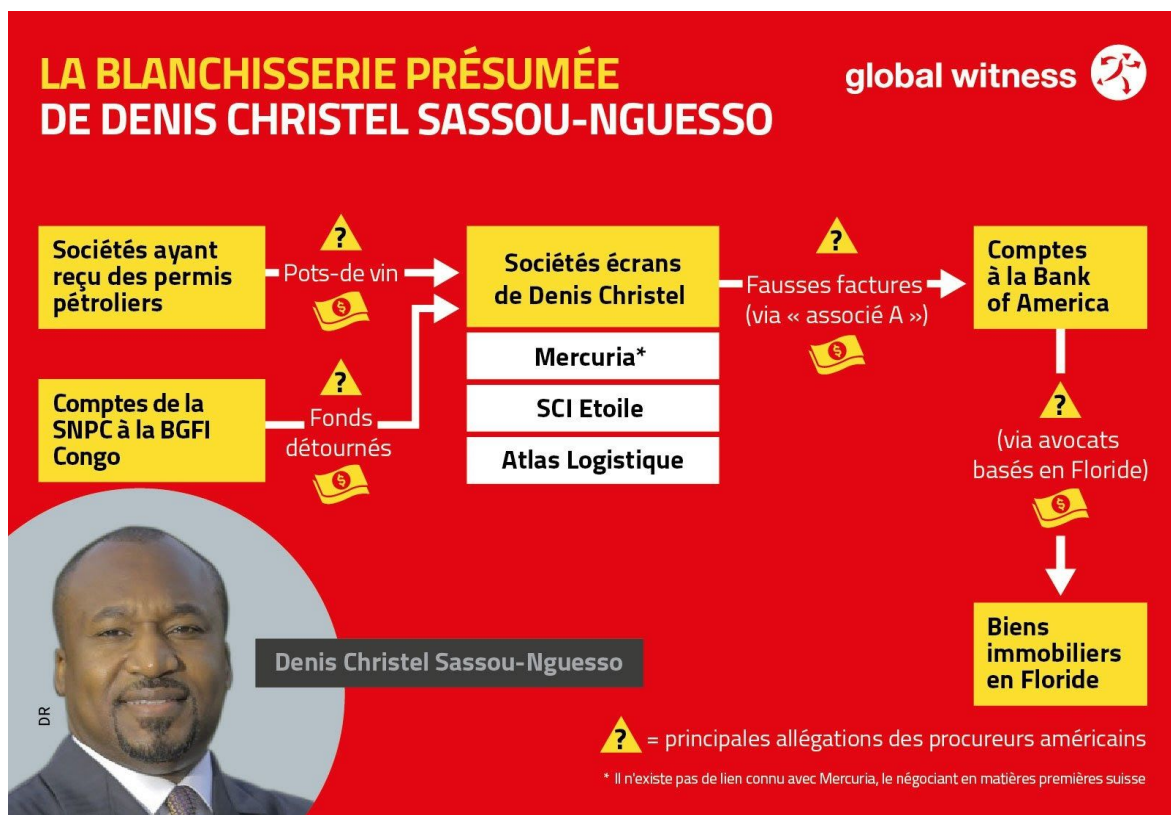 LA BLANCHISSERIE PRÉSUMÉE
DE DENIS CHRISTEL SASSOU-NGUESSO
global witness
Sociétés ayant
reçu des permis
pétroliers
?
Pots-de vin
$
Comptes de la
SNPC à la BGFI
Congo
?
Fonds
détournés
$
Sociétés écrans
de Denis Christel
Mercuria*
SCI Etoile
Atlas Logistique
?
Fausses factures
(via « associé A »)
$
Comptes
à la Bank
of America
?
(via avocats
basés en Floride)
$
Biens
immobiliers
en Floride
Denis Christel Sassou-Nguesso
DR
? = principales allégations des procureurs américains
* Il n'existe pas de lien connu avec Mercuria, le négociant en matières premières suisse